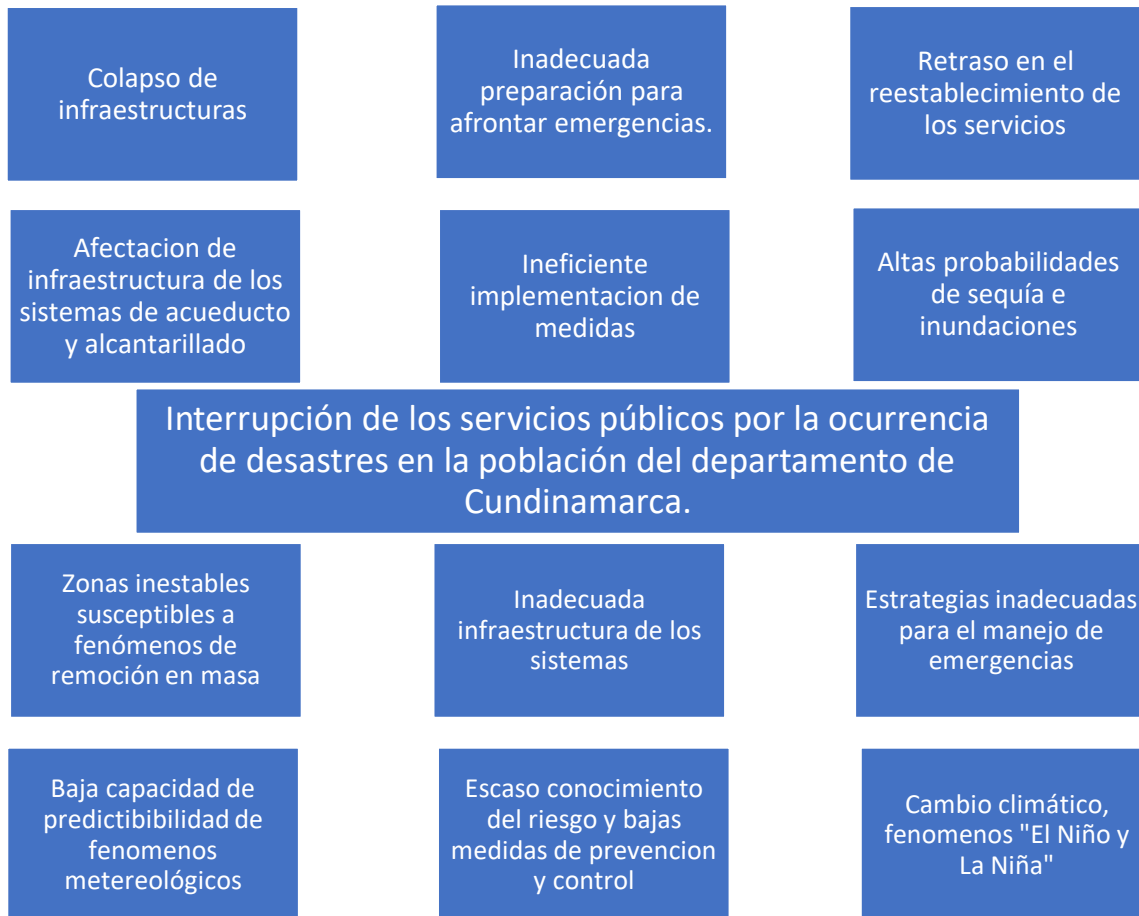 Colapso de
infraestructuras
Inadecuada
preparación para
afrontar emergencias.
Retraso en el
reestablecimiento de
los servicios
Afectacion de
infraestructura de los
sistemas de acueducto
y alcantarillado
Ineficiente
implementacion de
medidas
Altas probabilidades
de sequía e
inundaciones
Interrupción de los servicios públicos por la ocurrencia
de desastres en la población del departamento de
Cundinamarca.
Zonas inestables
susceptibles a
fenómenos de
remoción en masa
Inadecuada
infraestructura de los
sistemas
Estrategias inadecuadas
para el manejo de
emergencias
Baja capacidad de
predictibibilidad de
fenomenos
metereológicos
Escaso conocimiento
del riesgo y bajas
medidas de prevencion
y control
Cambio climático,
fenomenos "El Niño y
La Niña"